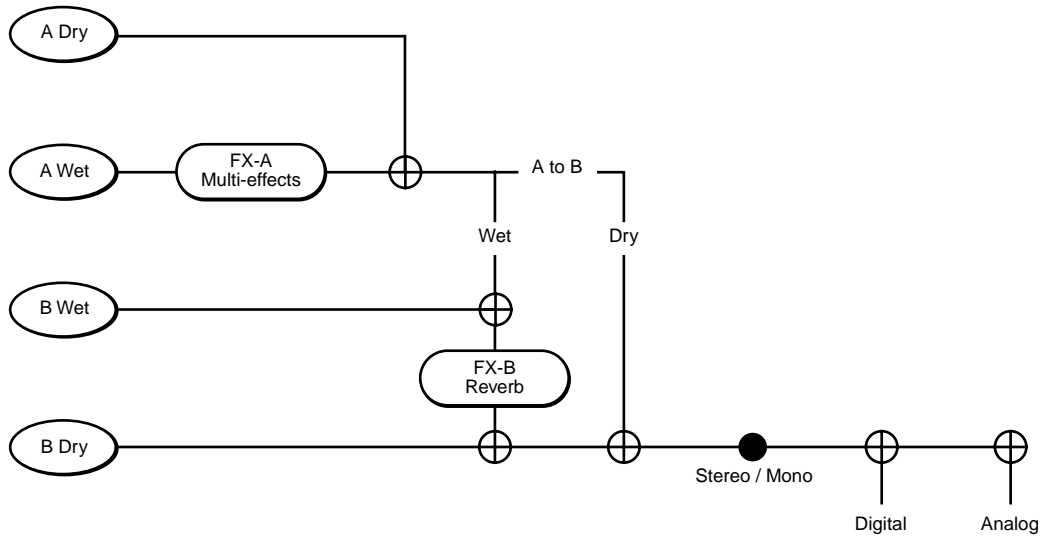 A Dry
A Wet
FX-A
Multi-effects
A to B
Wet
Dry
B Wet
FX-B
Reverb
B Dry
Stereo / Mono
Digital
Analog